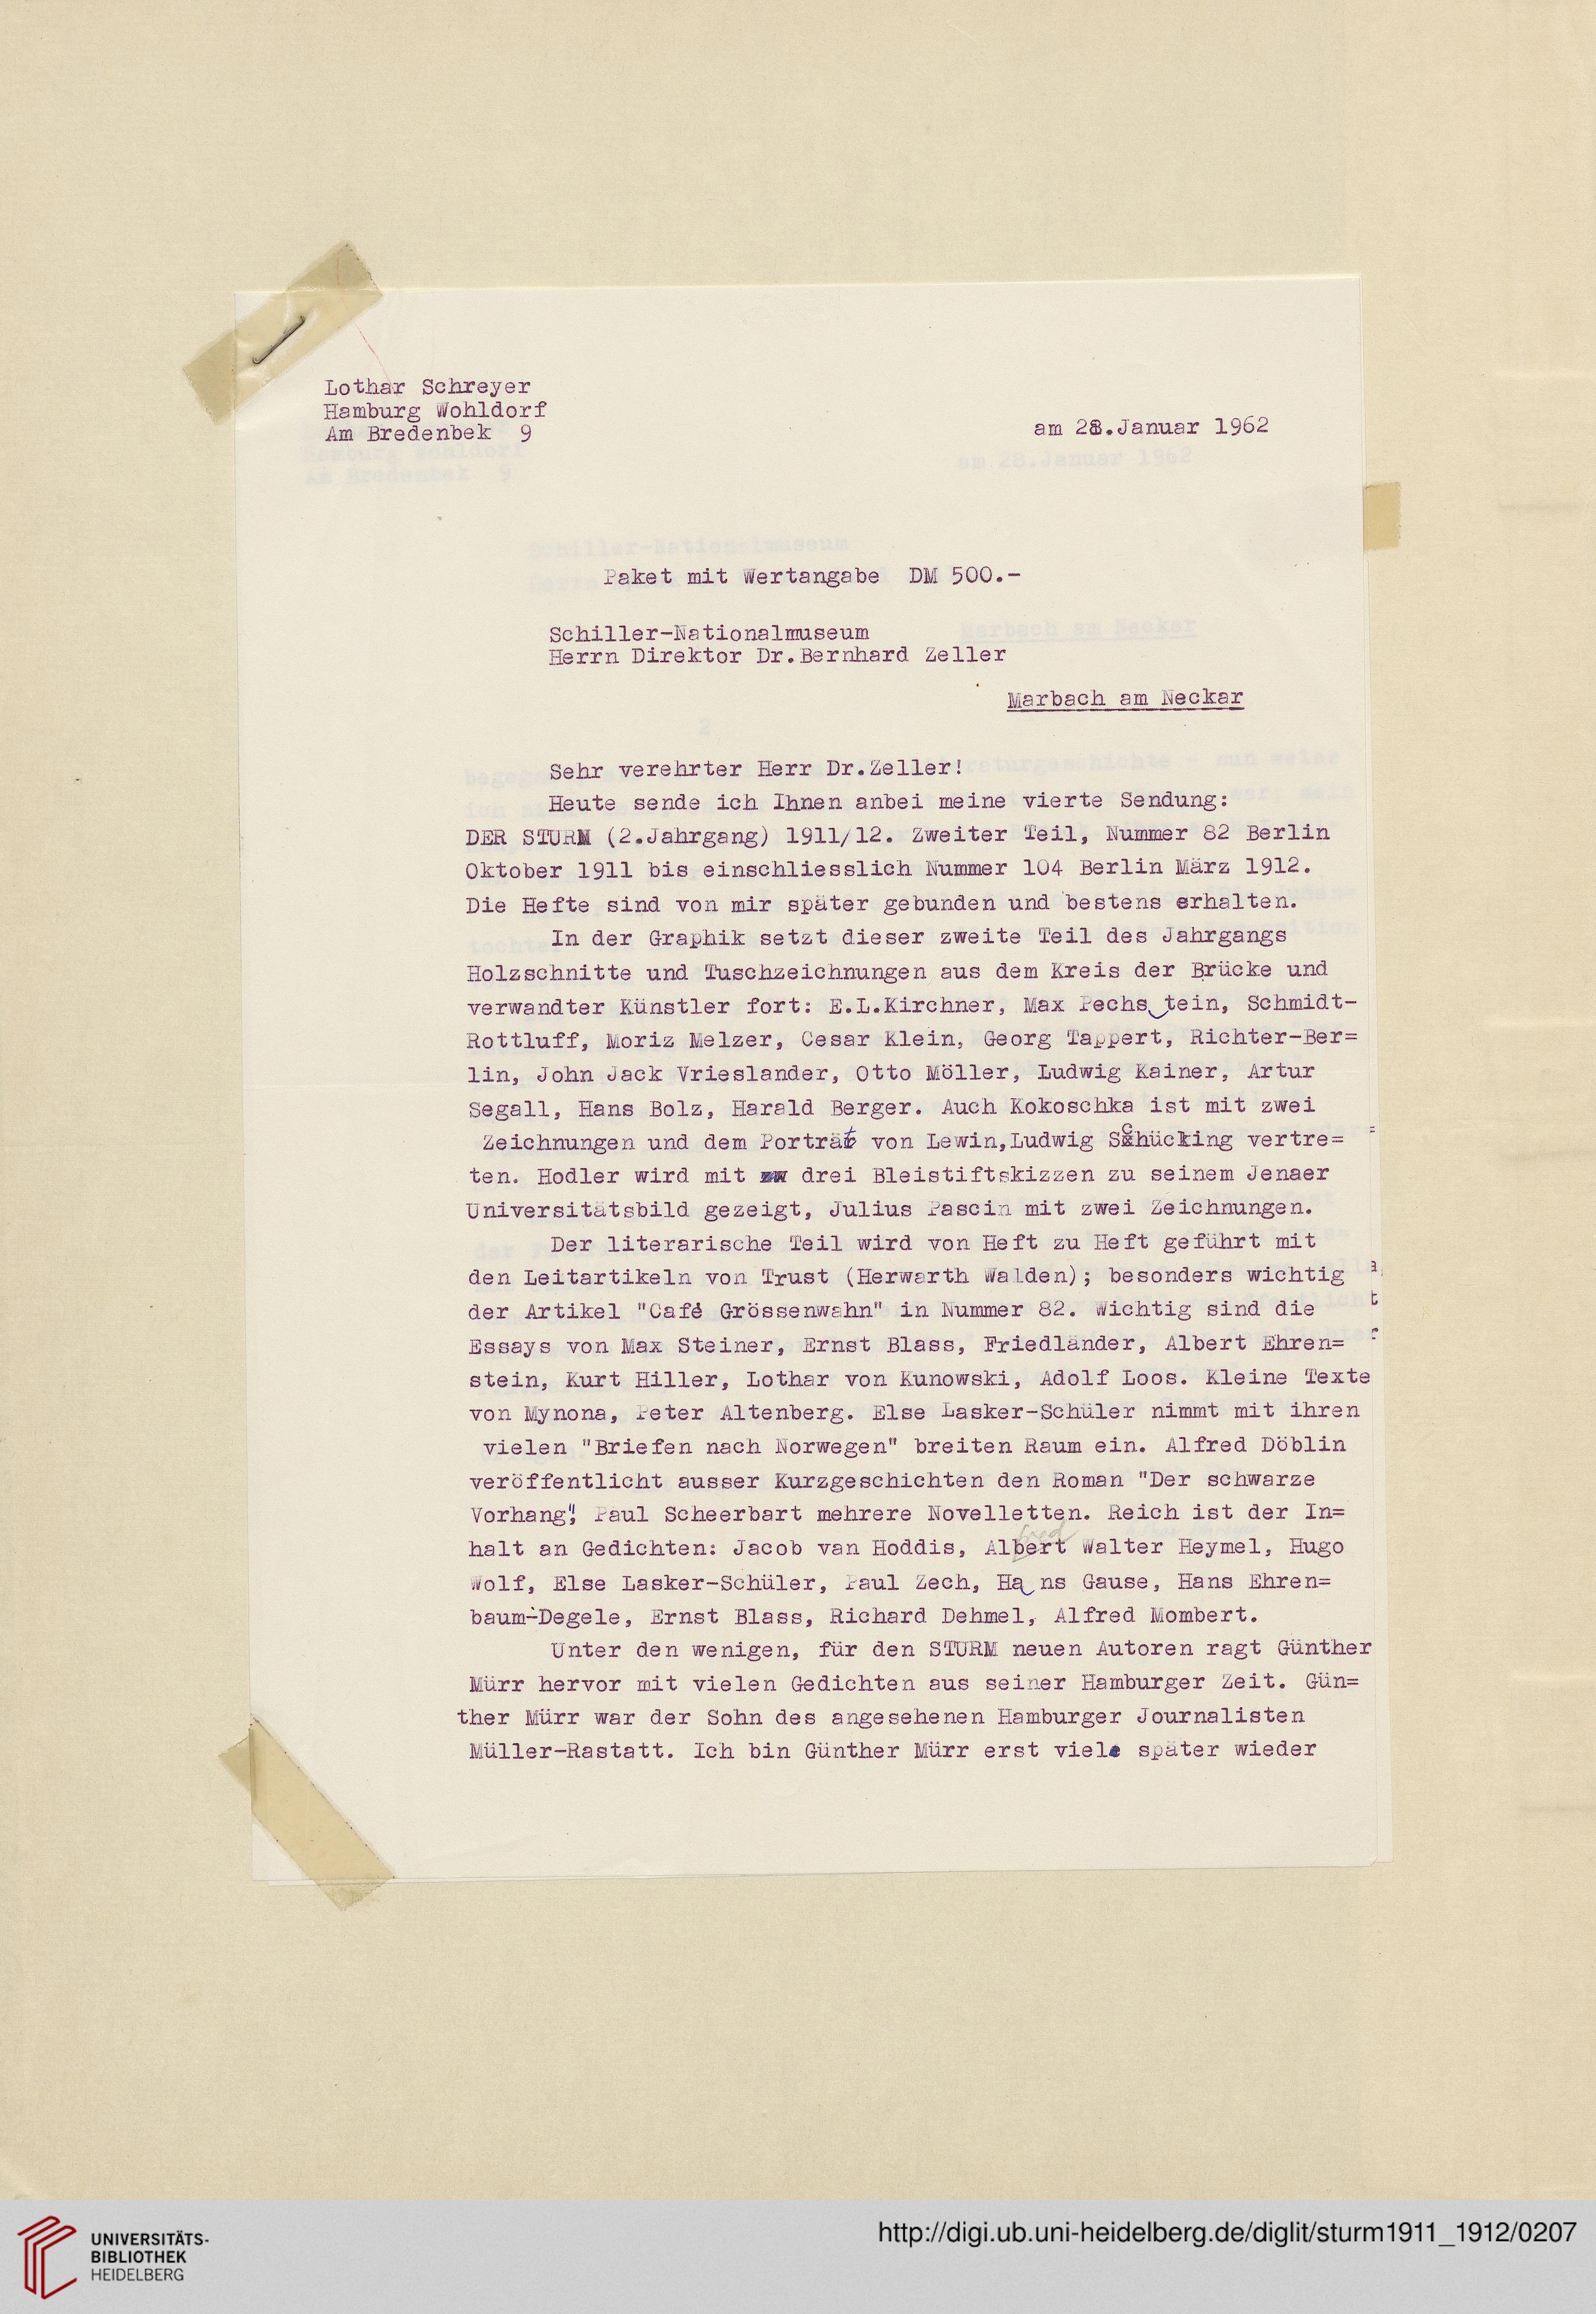 Lothar Schreyer
Hamburg Wohldorf
Am Bredenbek 9
am 28.Januar 1962
Paket mit Wertangabe DM 500.-
Schiller-Nationalmuseum
Herrn Direktor Dr.Bernhard Zeller
Marbach am Neckar
Sehr verehrter Herr Dr.Zeller!
Heute sende ich Ihnen anbei meine vierte Sendung:
DER STURM (2.Jahrgang) 1911/12. Zweiter Teil, Nummer 82 Berlin
Oktober 1911 bis einschliesslich Nummer 104 Berlin März 1912.
Die Hefte sind von mir später gebunden und bestens erhalten.
In der Graphik setzt dieser zweite Teil des Jahrgangs
Holzschnitte und Tuschzeichnungen aus dem Kreis der Brücke und
verwandter Künstler fort: E.L.Kirchner, Max Pechstein, Schmidt-
Rottluff, Moriz Melzer, Cesar Klein, Georg Tappert, Richter-Ber=
lin, John Jack Vrieslander, Otto Möller, Ludwig Kainer, Artur
Segall, Hans Bolz, Harald Berger. Auch Kokoschka ist mit zwei
Zeichnungen und dem Porträt von Lewin,Ludwig Schücking vertre=
ten. Hodler wird mit drei Bleistiftskizzen zu seinem Jenaer
Universitätsbild gezeigt, Julius Pascin mit zwei Zeichnungen.
Der literarische Teil wird von Heft zu Heft geführt mit
den Leitartikeln von Trust (Herwarth Walden); besonders wichtig
der Artikel "Café Grössenwahn" in Nummer 82. Wichtig sind die
Essays von Max Steiner, Ernst Blass, Friedländer, Albert Ehren=
stein, Kurt Hiller, Lothar von Kunowski, Adolf Loos. Kleine Texte
von Mynona, Peter Altenberg. Else Lasker-Schüler nimmt mit ihren
vielen "Briefen nach Norwegen" breiten Raum ein. Alfred Döblin
veröffentlicht ausser Kurzgeschichten den Roman "Der schwarze
Vorhang", Paul Scheerbart mehrere Novelletten. Reich ist der In=
fred
halt an Gedichten: Jacob van Hoddis, Albert Walter Heymel, Hugo
Wolf, Else Lasker-Schüler, Paul Zech, Hans Gause, Hans Ehren=
baum-Degele, Ernst Blass, Richard Dehmel, Alfred Mombert.
Unter den wenigen, für den STURM neuen Autoren ragt Günther
Mürr hervor mit vielen Gedichten aus seiner Hamburger Zeit. Gün=
ther Mürr war der Sohn des angesehenen Hamburger Journalisten
Müller-Rastatt. Ich bin Günther Mürr erst viele später wieder
UNIVERSITÄTS-
BIBLIOTHEK
HEIDELBERG
http://digi.ub.uni-heidelberg.de/diglit/sturm1911_1912/0207